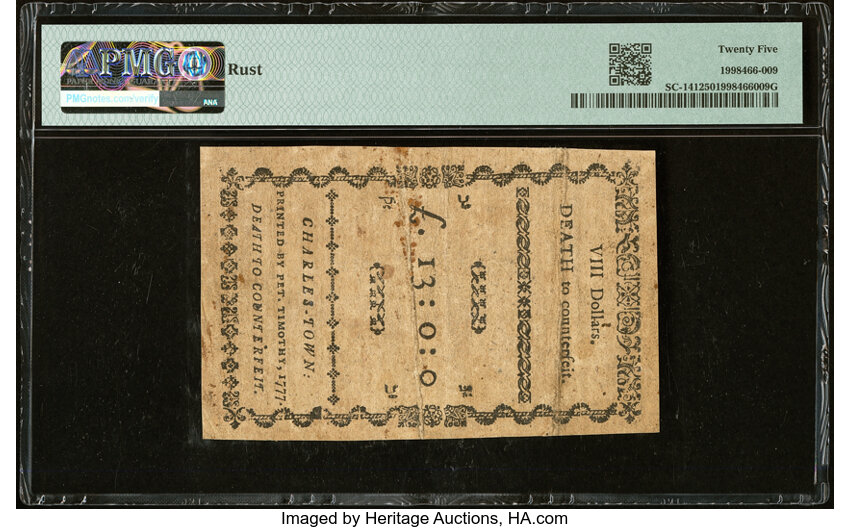 PMG
PMGnotes.com/verify
ANA
Rust
Twenty Five
1998466-009
SC-1412501998466009G
VIII Dollars.
DEATH to counterfeit.
£. 13:0:0
CHARLES-TOWN:
PRINTED BY PET. TIMOTHY, 1777.
DEATH TO COUNTERFEIT.
Imaged by Heritage Auctions, HA.com